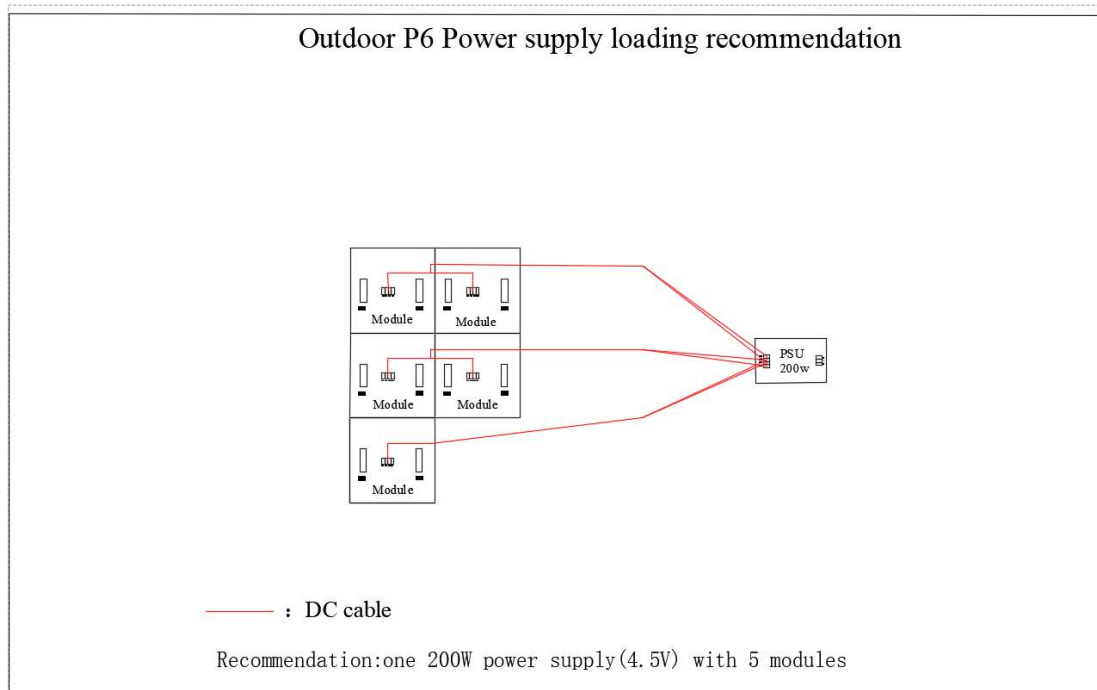 Outdoor P6 Power supply loading recommendation
Module
Module
PSU
200w
Module
Module
Module
: DC cable
Recommendation:one 200W power supply(4.5V) with 5 modules